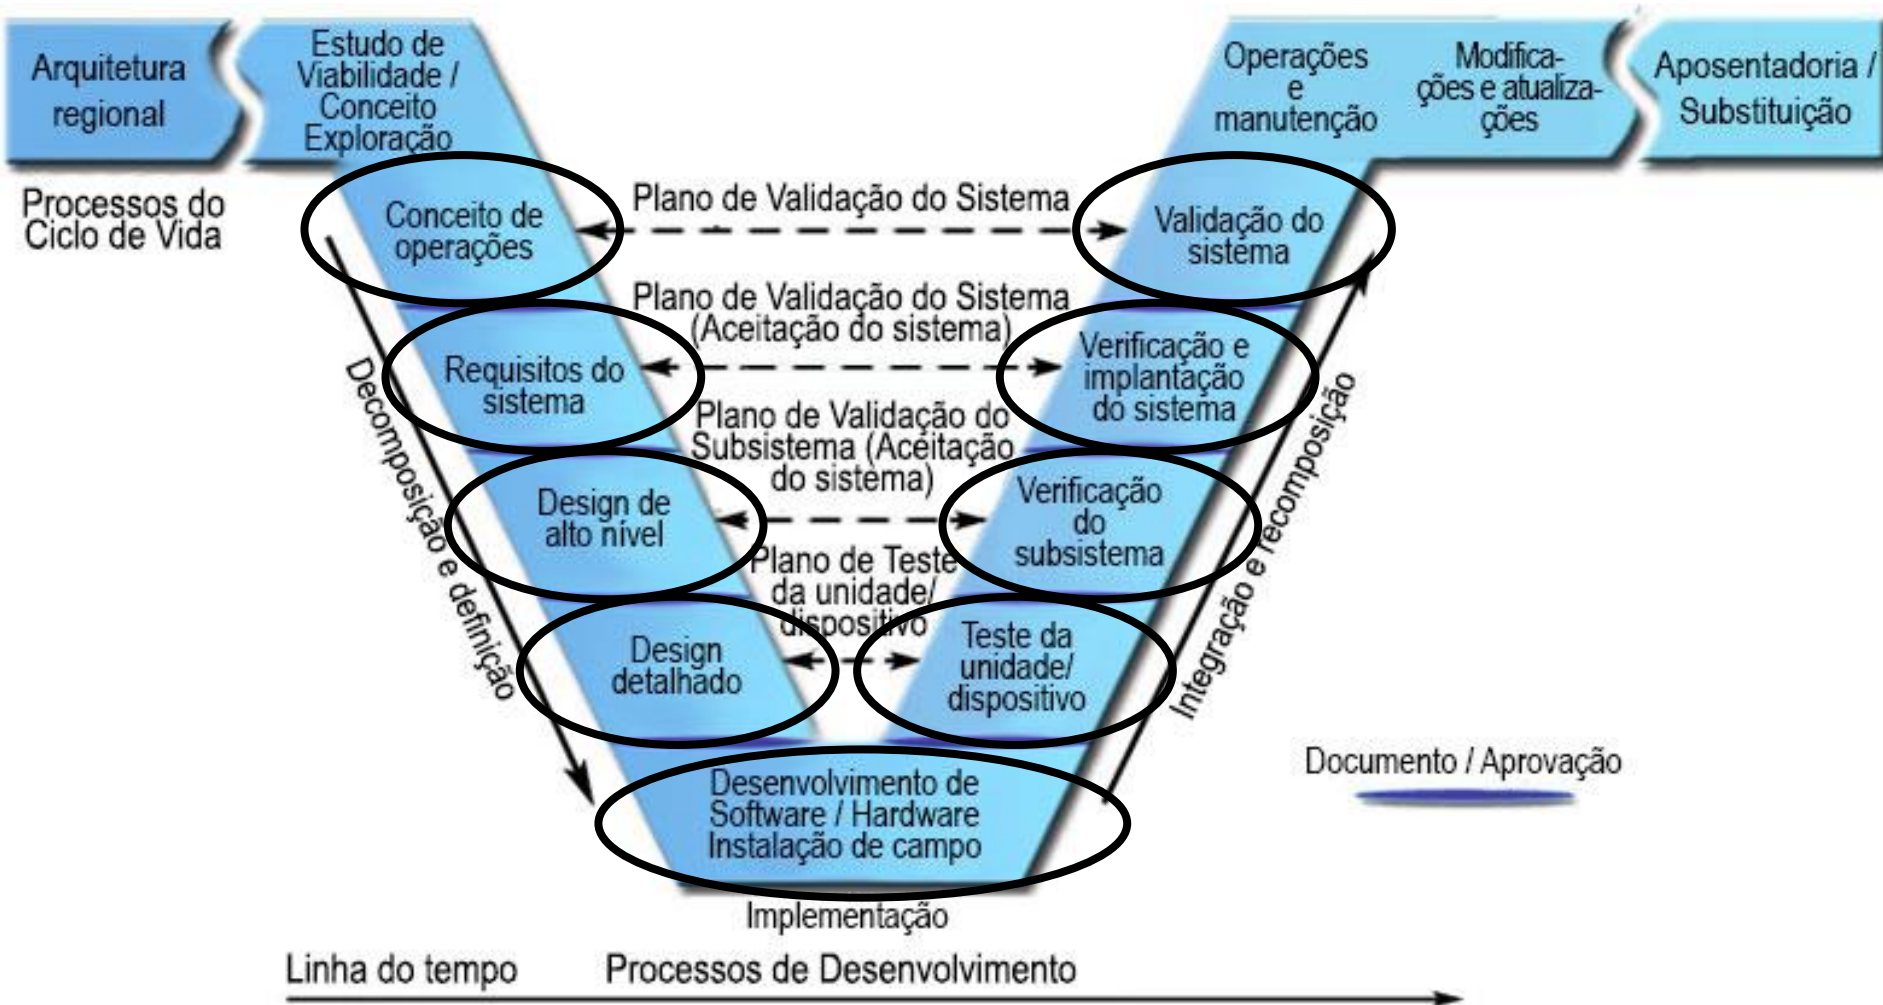 Arquitetura
regional
Estudo de
Viabilidade /
Conceito
Exploração
Operações
e
manutenção
Modifica-
ções e atualiza-
ções
Aposentadoria /
Substituição
Processos do
Ciclo de Vida
Conceito de
operações
Plano de Validação do Sistema
Validação do
sistema
Requisitos do
sistema
Plano de Validação do Sistema
(Aceitação do sistema)
Verificação e
implantação
do sistema
Design de
alto nível
Plano de Validação do
Subsistema (Aceitação
do sistema)
Verificação
do
subsistema
Design
detalhado
Plano de Teste
da unidade/
dispositivo
Teste da
unidade/
dispositivo
Decomposição e definição
Integração e recomposição
Desenvolvimento de
Software / Hardware
Instalação de campo
Implementação
Documento / Aprovação
Linha do tempo
Processos de Desenvolvimento